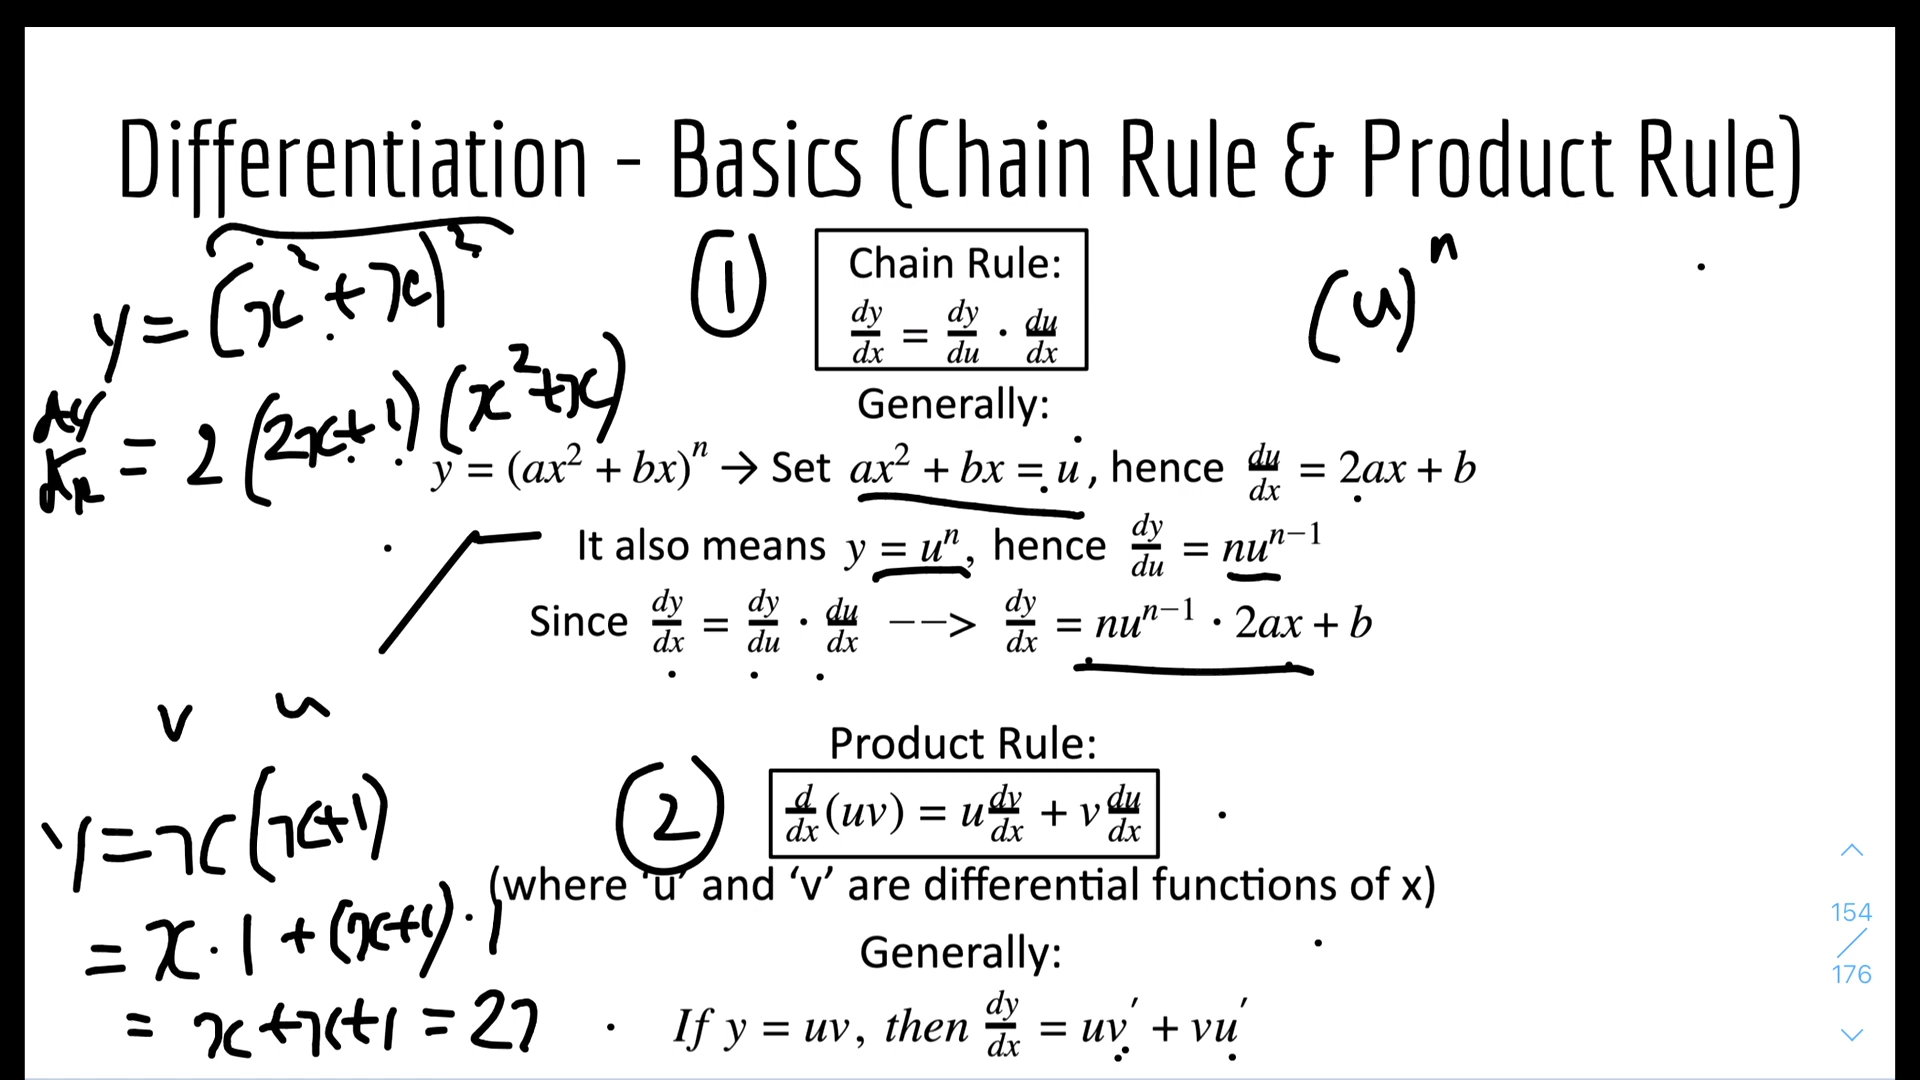 Differentiation - Basics (Chain Rule & Product Rule)
y = (x² + x)²
dy/dx = 2(2x+1)(x²+x)
①
Chain Rule:
dy/dx = dy/du · du/dx
(u)ⁿ
Generally:
y = (ax² + bx)ⁿ → Set ax² + bx = u, hence du/dx = 2ax + b
It also means y = uⁿ, hence dy/du = nuⁿ⁻¹
Since dy/dx = dy/du · du/dx --> dy/dx = nuⁿ⁻¹ · 2ax + b
v u
y = x(x+1)
= x · 1 + (x+1) · 1
= x + x + 1 = 2
②
Product Rule:
d/dx (uv) = u dv/dx + v du/dx
(where ‘u’ and ‘v’ are differential functions of x)
Generally:
If y = uv, then dy/dx = uv′ + vu′
154
/
176